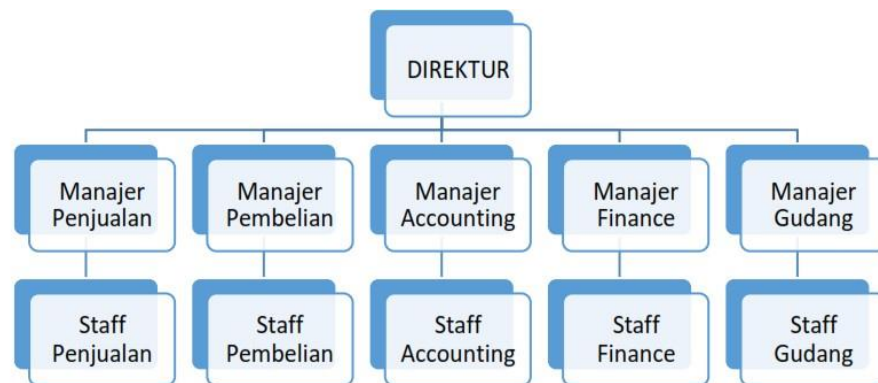 DIREKTUR
Manajer
Penjualan
Manajer
Pembelian
Manajer
Accounting
Manajer
Finance
Manajer
Gudang
Staff
Penjualan
Staff
Pembelian
Staff
Accounting
Staff
Finance
Staff
Gudang